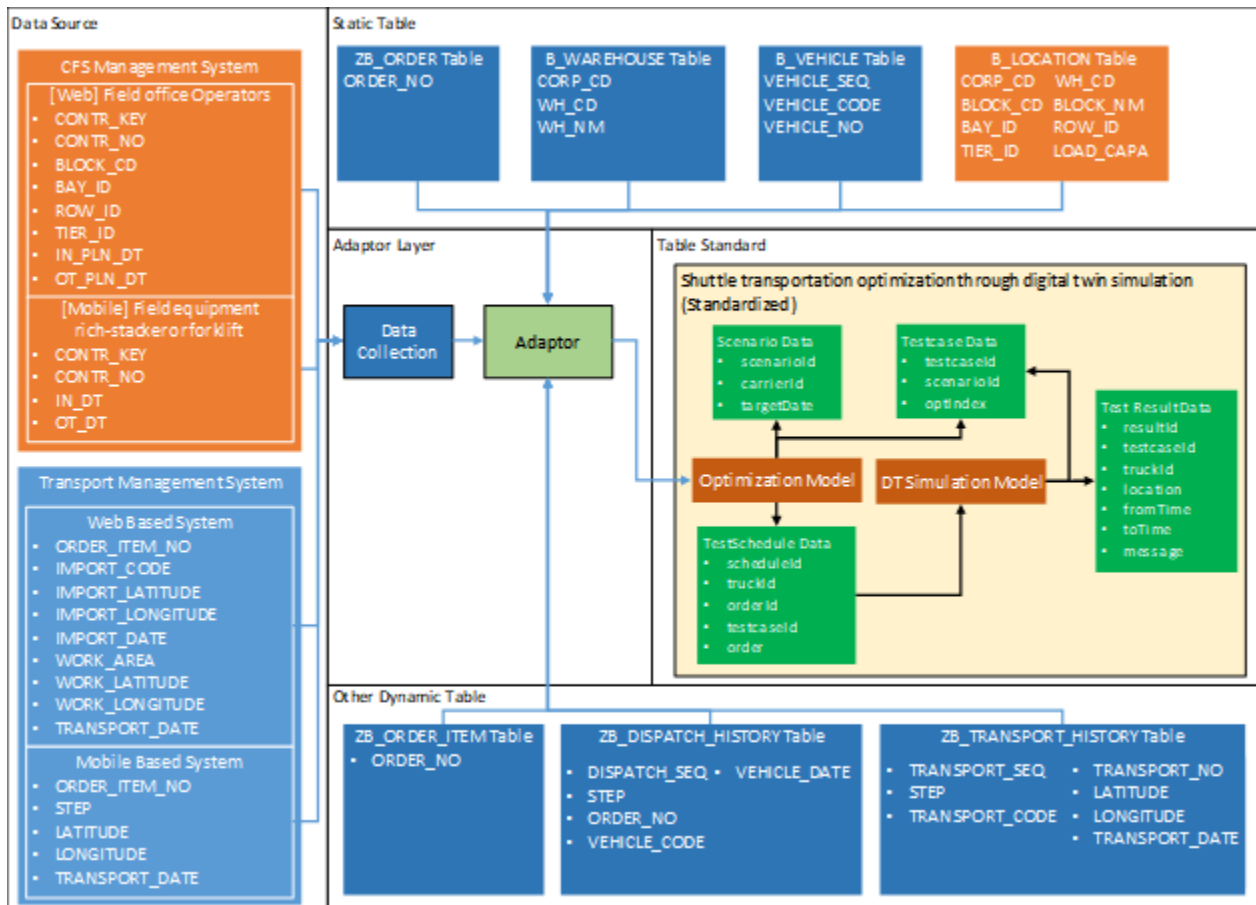 Data Source
CFS Management System
[Web] Field office Operators
• CONTR_KEY
• CONTR_NO
• BLOCK_CD
• BAY_ID
• ROW_ID
• TIER_ID
• IN_PLN_DT
• OT_PLN_DT
[Mobile] Field equipment
rich-stacker or forklift
• CONTR_KEY
• CONTR_NO
• IN_DT
• OT_DT
Transport Management System
Web Based System
• ORDER_ITEM_NO
• IMPORT_CODE
• IMPORT_LATITUDE
• IMPORT_LONGITUDE
• IMPORT_DATE
• WORK_AREA
• WORK_LATITUDE
• WORK_LONGITUDE
• TRANSPORT_DATE
Mobile Based System
• ORDER_ITEM_NO
• STEP
• LATITUDE
• LONGITUDE
• TRANSPORT_DATE
Static Table
ZB_ORDER Table
ORDER_NO
B_WAREHOUSE Table
CORP_CD
WH_CD
WH_NM
B_VEHICLE Table
VEHICLE_SEQ
VEHICLE_CODE
VEHICLE_NO
B_LOCATION Table
CORP_CD WH_CD
BLOCK_CD BLOCK_NM
BAY_ID ROW_ID
TIER_ID LOAD_CAPA
Adaptor Layer
Data
Collection
Adaptor
Table Standard
Shuttle transportation optimization through digital twin simulation
(Standardized)
Scenario Data
• scenarioId
• carrierId
• targetDate
Testcase Data
• testcaseId
• scenarioId
• optIndex
Test Result Data
• resultId
• testcaseId
• truckId
• location
• fromTime
• toTime
• message
Optimization Model
DT Simulation Model
TestSchedule Data
• scheduleId
• truckId
• orderId
• testcaseId
• order
Other Dynamic Table
ZB_ORDER_ITEM Table
• ORDER_NO
ZB_DISPATCH_HISTORY Table
• DISPATCH_SEQ • VEHICLE_DATE
• STEP
• ORDER_NO
• VEHICLE_CODE
ZB_TRANSPORT_HISTORY Table
• TRANSPORT_SEQ • TRANSPORT_NO
• STEP • LATITUDE
• TRANSPORT_CODE • LONGITUDE
• TRANSPORT_DATE